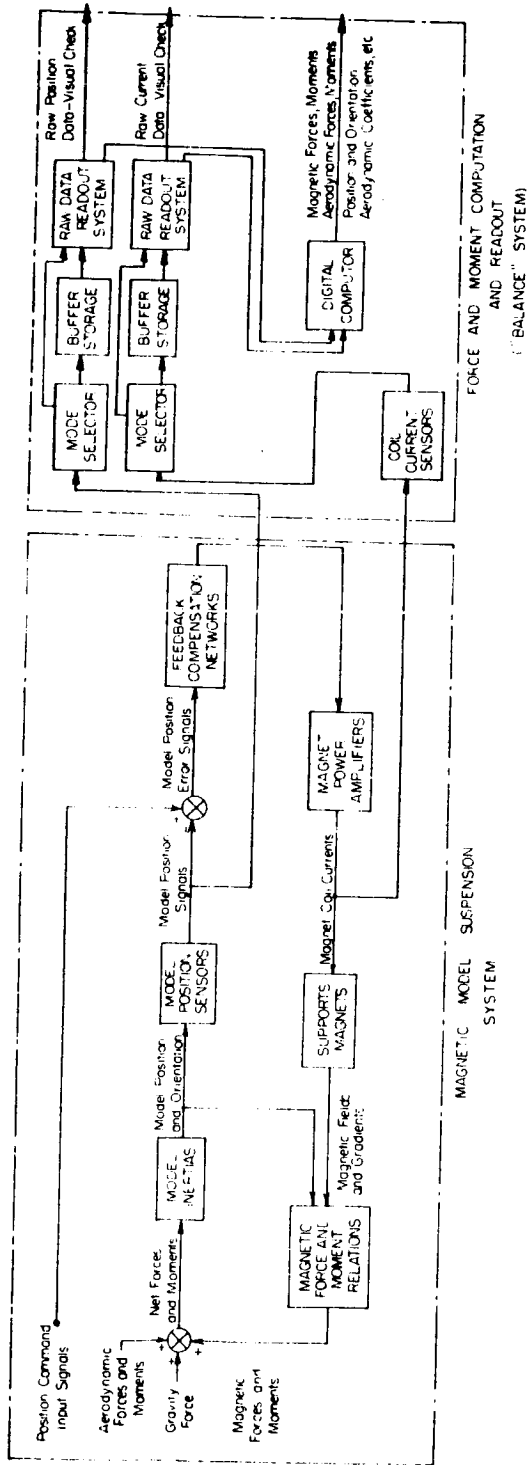 Position Command
Input Signals
Aerodynamic
Forces and
Moments
Gravity
Force
Magnetic
Forces and
Moments
+
+
+
Net Forces
and Moments
MODEL
INERTIAS
Model Position
and Orientation
MODEL
POSITION
SENSORS
Model Position
Signals
+
Model Position
Error Signals
FEEDBACK
COMPENSATION
NETWORKS
MAGNETIC
FORCE AND
MOMENT
RELATIONS
Magnetic Fields
and Gradients
SUPPORTS
MAGNETS
Magnet Coil Currents
MAGNET
POWER
AMPLIFIERS
MAGNETIC MODEL SUSPENSION
SYSTEM
MODE
SELECTOR
BUFFER
STORAGE
RAW DATA
READOUT
SYSTEM
Raw Position
Data-Visual Check
MODE
SELECTOR
BUFFER
STORAGE
RAW DATA
READOUT
SYSTEM
Raw Current
Data Visual Check
DIGITAL
COMPUTOR
Magnetic Forces, Moments
Aerodynamic Forces, Moments
Position and Orientation
Aerodynamic Coefficients, etc
COIL
CURRENT
SENSORS
FORCE AND MOMENT COMPUTATION
AND READOUT
("BALANCE" SYSTEM)